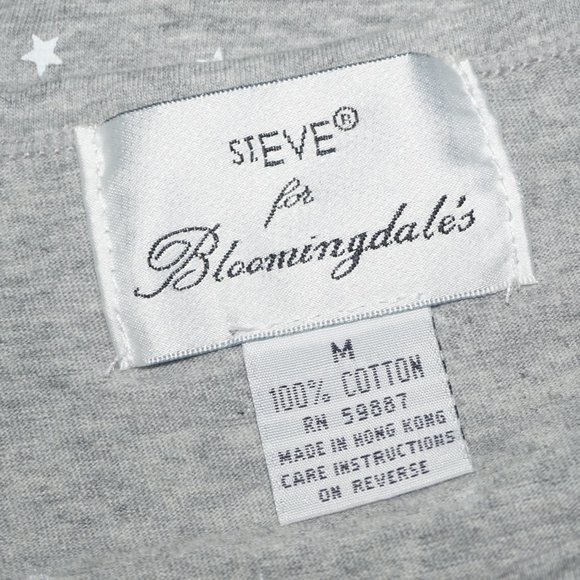 ST.EVE®
for
Bloomingdale's
M
100% COTTON
RN 59887
MADE IN HONG KONG
CARE INSTRUCTIONS
ON REVERSE